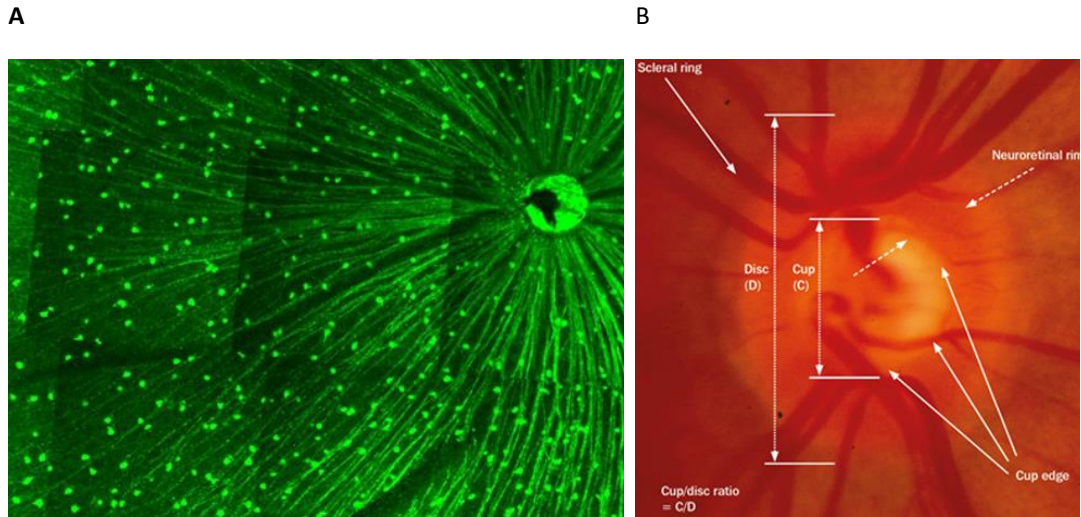 A
B
Scleral ring
Neuroretinal rim
Disc
(D)
Cup
(C)
Cup edge
Cup/disc ratio
= C/D